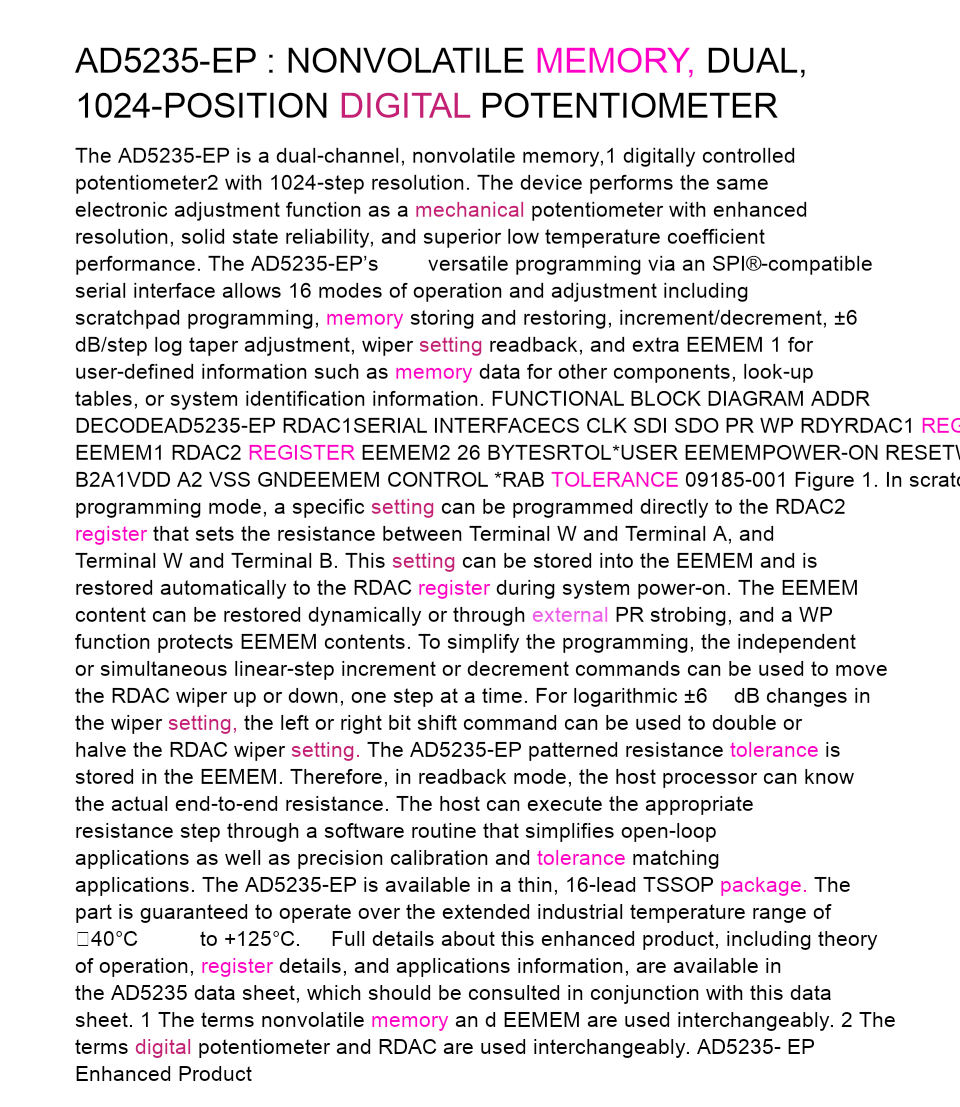 AD5235-EP : NONVOLATILE MEMORY, DUAL,
1024-POSITION DIGITAL POTENTIOMETER
The AD5235-EP is a dual-channel, nonvolatile memory,1 digitally controlled
potentiometer2 with 1024-step resolution. The device performs the same
electronic adjustment function as a mechanical potentiometer with enhanced
resolution, solid state reliability, and superior low temperature coefficient
performance. The AD5235-EP’s versatile programming via an SPI®-compatible
serial interface allows 16 modes of operation and adjustment including
scratchpad programming, memory storing and restoring, increment/decrement, ±6
dB/step log taper adjustment, wiper setting readback, and extra EEMEM 1 for
user-defined information such as memory data for other components, look-up
tables, or system identification information. FUNCTIONAL BLOCK DIAGRAM ADDR
DECODEAD5235-EP RDAC1SERIAL INTERFACECS CLK SDI SDO PR WP RDYRDAC1
EEMEM1 RDAC2 REGISTER EEMEM2 26 BYTESRTOL*USER EEMEMPOWER-ON
B2A1VDD A2 VSS GNDEEMEM CONTROL *RAB TOLERANCE 09185-001 Figure 1. In
programming mode, a specific setting can be programmed directly to the RDAC2
register that sets the resistance between Terminal W and Terminal A, and
Terminal W and Terminal B. This setting can be stored into the EEMEM and is
restored automatically to the RDAC register during system power-on. The EEMEM
content can be restored dynamically or through external PR strobing, and a WP
function protects EEMEM contents. To simplify the programming, the independent
or simultaneous linear-step increment or decrement commands can be used to move
the RDAC wiper up or down, one step at a time. For logarithmic ±6 dB changes in
the wiper setting, the left or right bit shift command can be used to double or
halve the RDAC wiper setting. The AD5235-EP patterned resistance tolerance is
stored in the EEMEM. Therefore, in readback mode, the host processor can know
the actual end-to-end resistance. The host can execute the appropriate
resistance step through a software routine that simplifies open-loop
applications as well as precision calibration and tolerance matching
applications. The AD5235-EP is available in a thin, 16-lead TSSOP package. The
part is guaranteed to operate over the extended industrial temperature range of
40°C to +125°C. Full details about this enhanced product, including theory
of operation, register details, and applications information, are available in
the AD5235 data sheet, which should be consulted in conjunction with this data
sheet. 1 The terms nonvolatile memory an d EEMEM are used interchangeably. 2 The
terms digital potentiometer and RDAC are used interchangeably. AD5235- EP
Enhanced Product